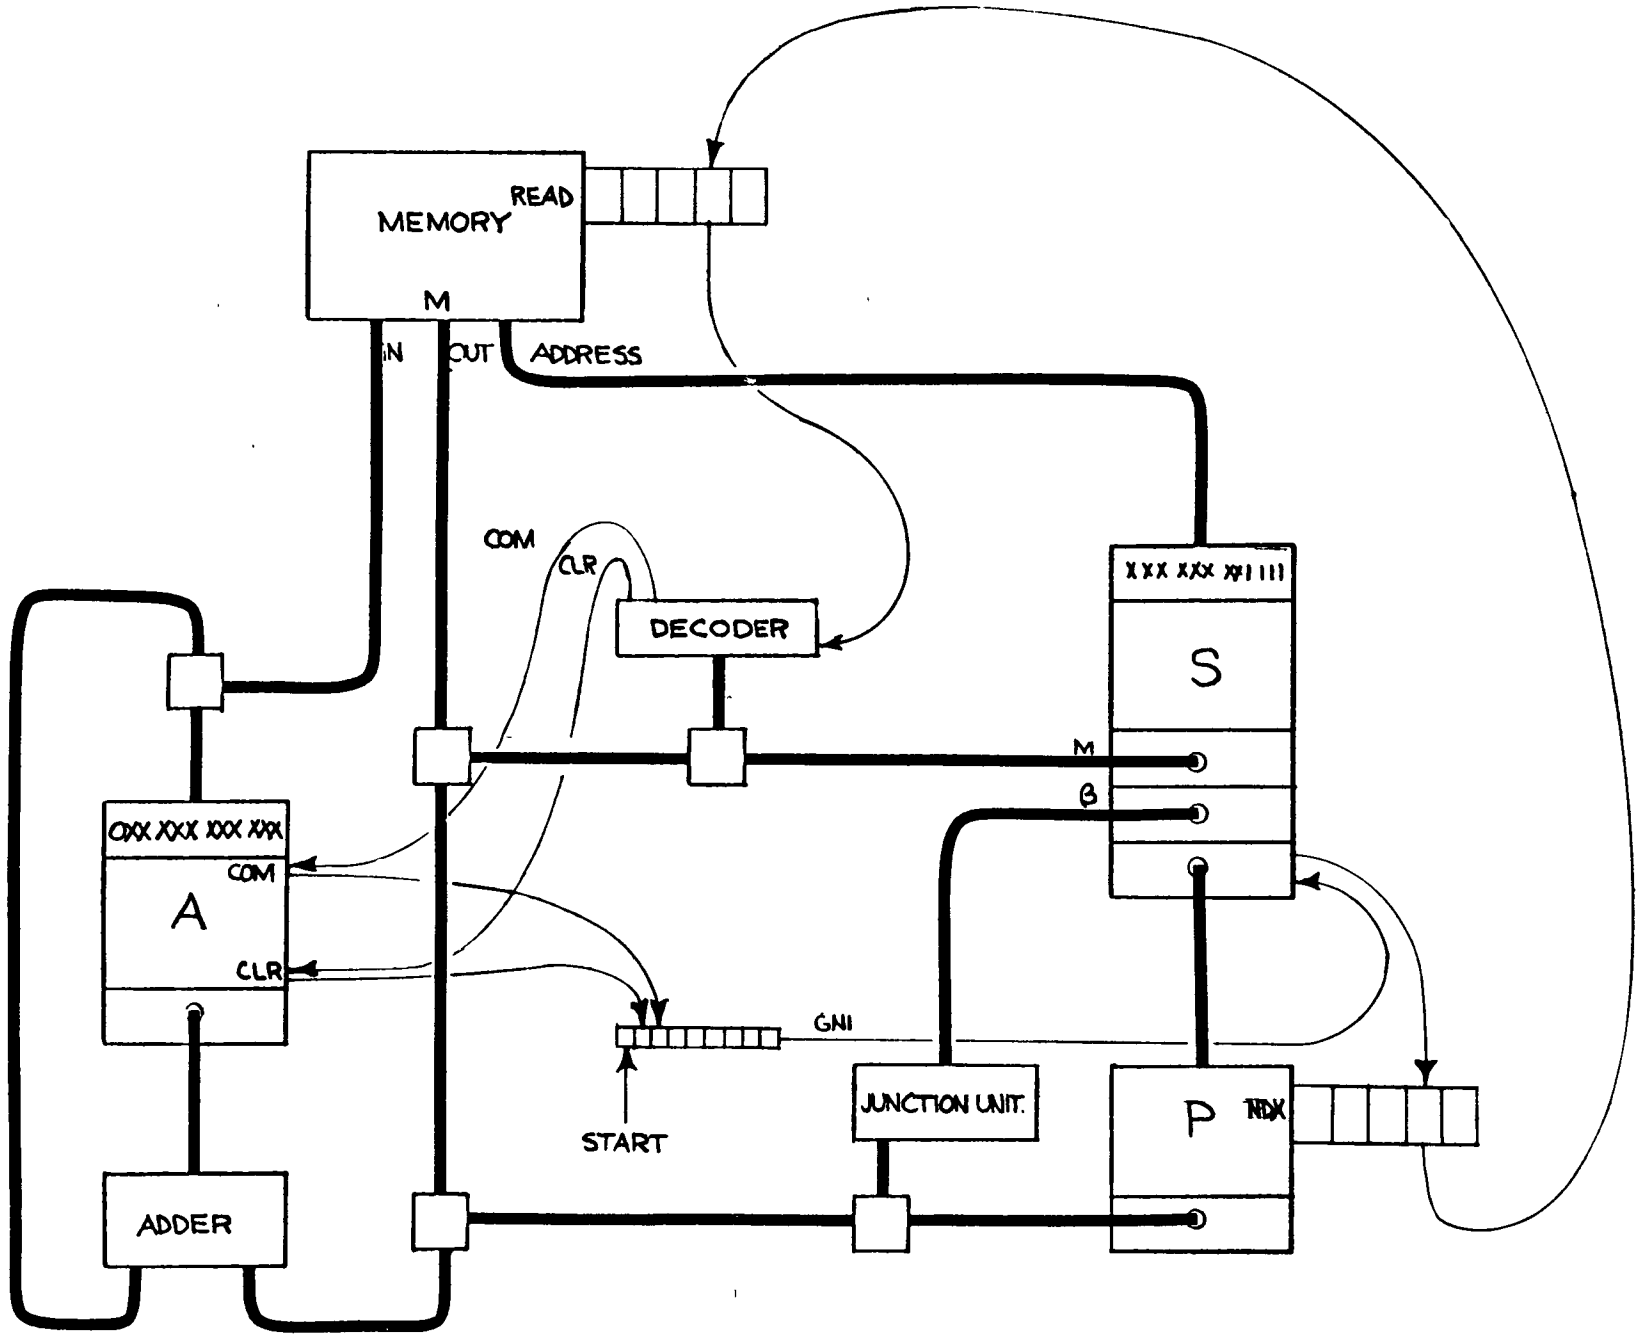 READ
MEMORY
M
IN
OUT
ADDRESS
COM
CLR
DECODER
XXX XXX XX1 111
S
M
β
0XX XXX XXX XXX
COM
A
CLR
GNI
JUNCTION UNIT.
P
NDX
START
ADDER